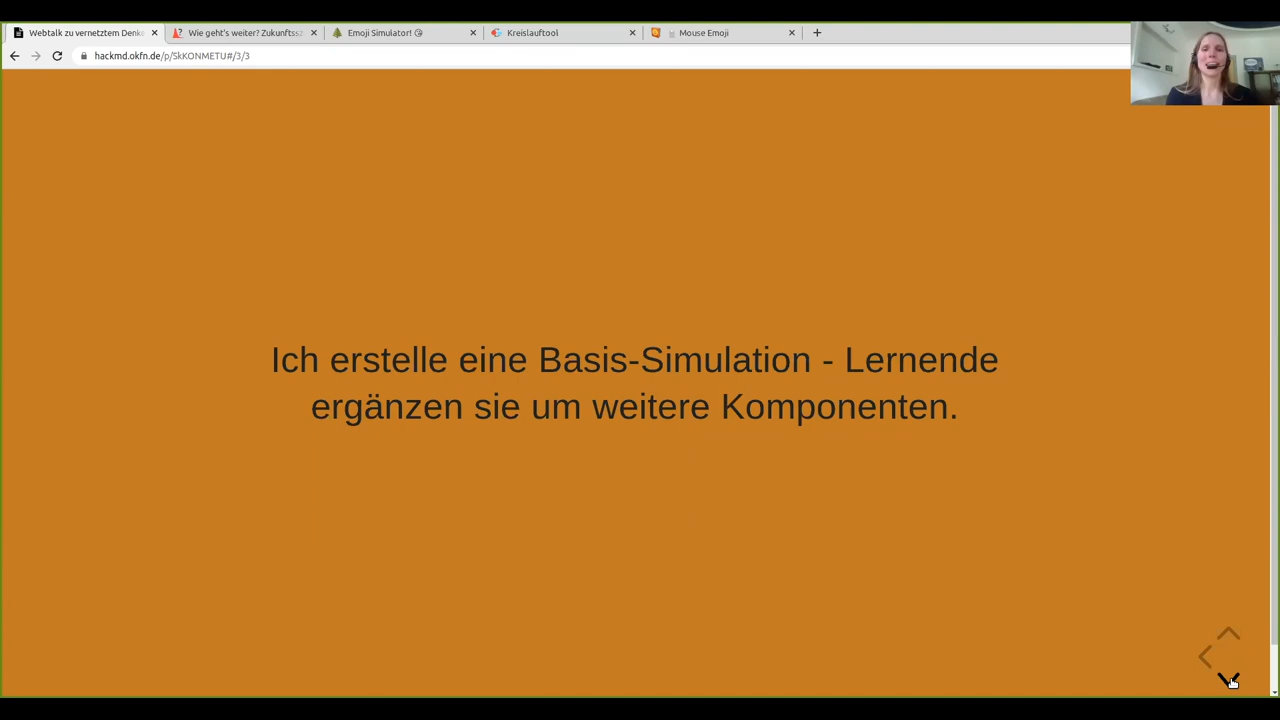 Webtalk zu vernetztem Denk
Wie geht's weiter? Zukunftssz
Emoji Simulator!
Kreislauftool
Mouse Emoji
hackmd.okfn.de/p/SkKONMETU#/3/3
Ich erstelle eine Basis-Simulation - Lernende
ergänzen sie um weitere Komponenten.